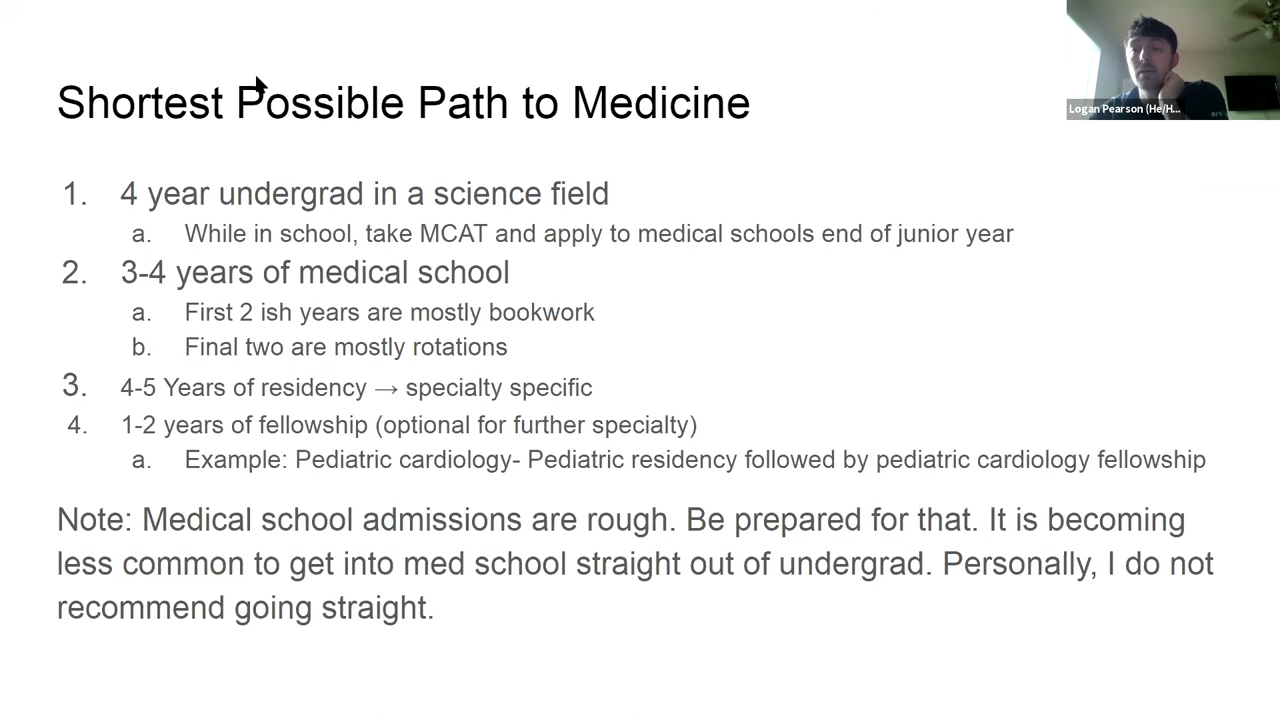 Shortest Possible Path to Medicine
Logan Pearson (He/H...
1. 4 year undergrad in a science field
a. While in school, take MCAT and apply to medical schools end of junior year
2. 3-4 years of medical school
a. First 2 ish years are mostly bookwork
b. Final two are mostly rotations
3. 4-5 Years of residency → specialty specific
4. 1-2 years of fellowship (optional for further specialty)
a. Example: Pediatric cardiology- Pediatric residency followed by pediatric cardiology fellowship
Note: Medical school admissions are rough. Be prepared for that. It is becoming
less common to get into med school straight out of undergrad. Personally, I do not
recommend going straight.